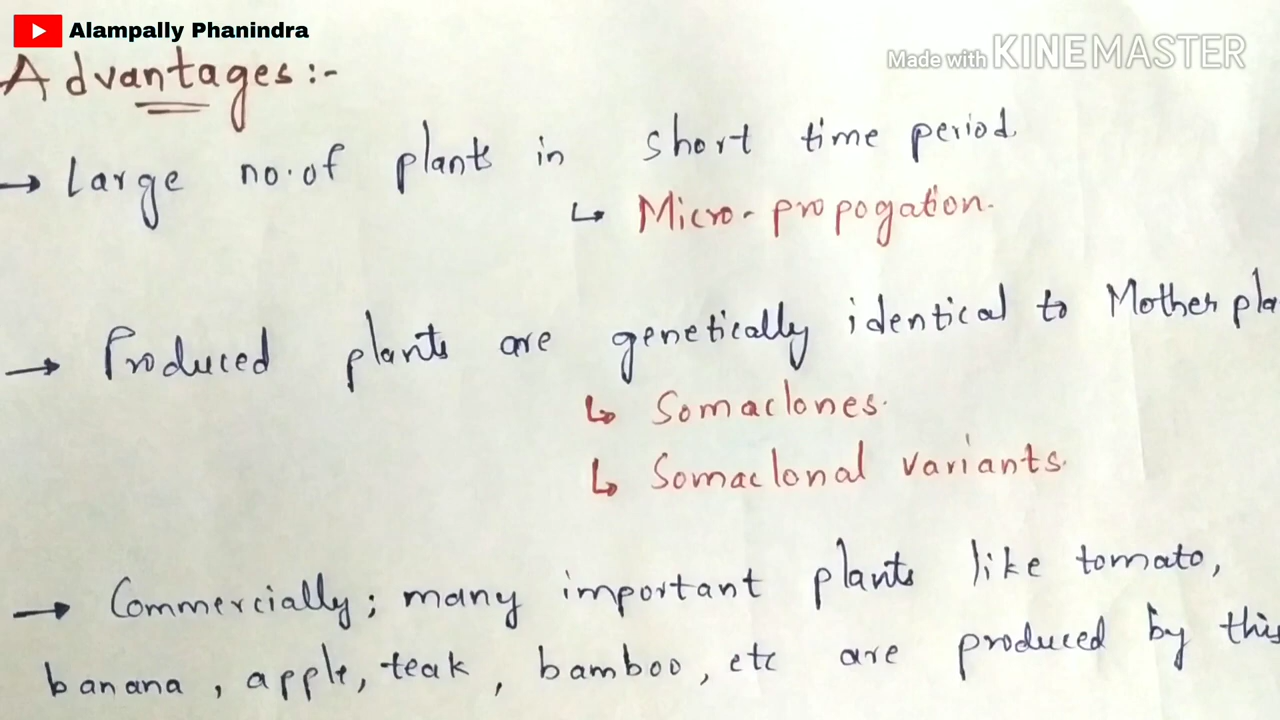 Alampally Phanindra
Made with KINEMASTER
Advantages:-
→ Large no.of plants in short time period.
↳ Micro-propogation.
→ Produced plants are genetically identical to Mother pla
↳ Somaclones.
↳ Somaclonal variants.
→ Commercially; many important plants like tomato,
banana, apple, teak, bamboo, etc are produced by this